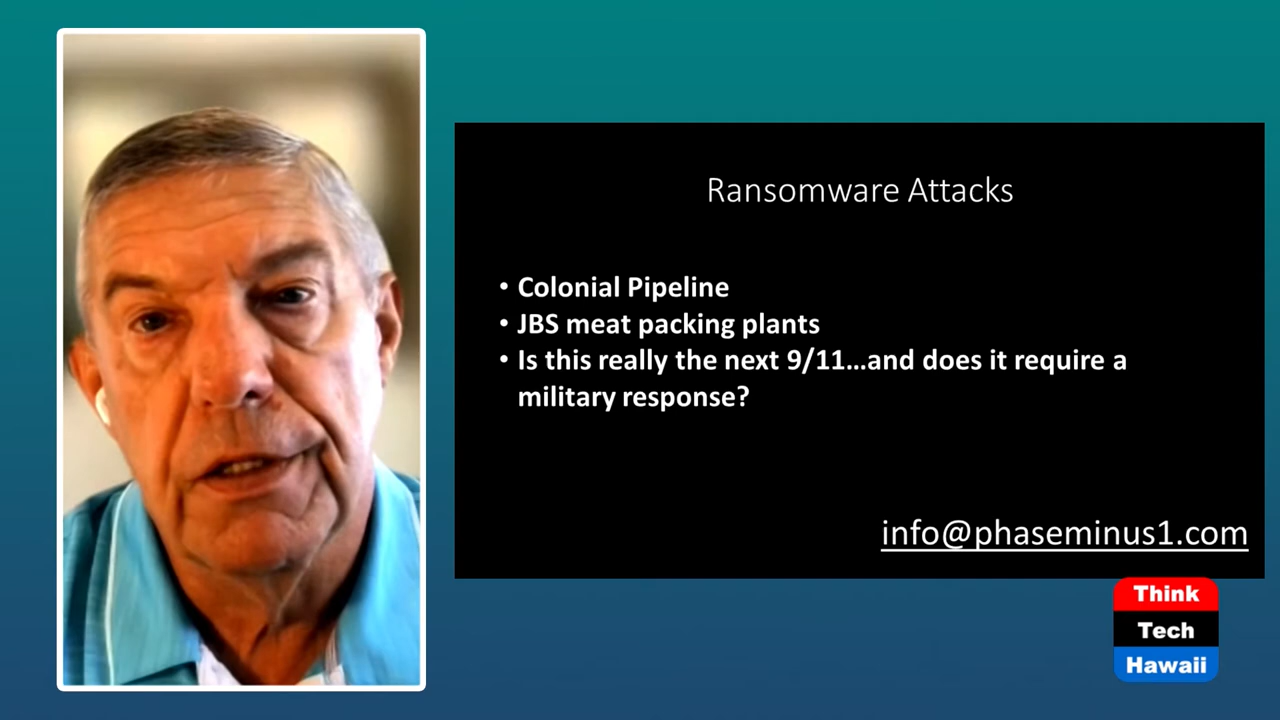 Ransomware Attacks
• Colonial Pipeline
• JBS meat packing plants
• Is this really the next 9/11...and does it require a
military response?
info@phaseminus1.com
Think
Tech
Hawaii